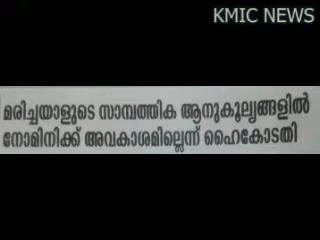 KMIC NEWS
മരിച്ചയാളുടെ സാമ്പത്തിക ആനുകൂല്യങ്ങളിൽ
നോമിനിക്ക് അവകാശമില്ലെന്ന് ഹൈകോടതി